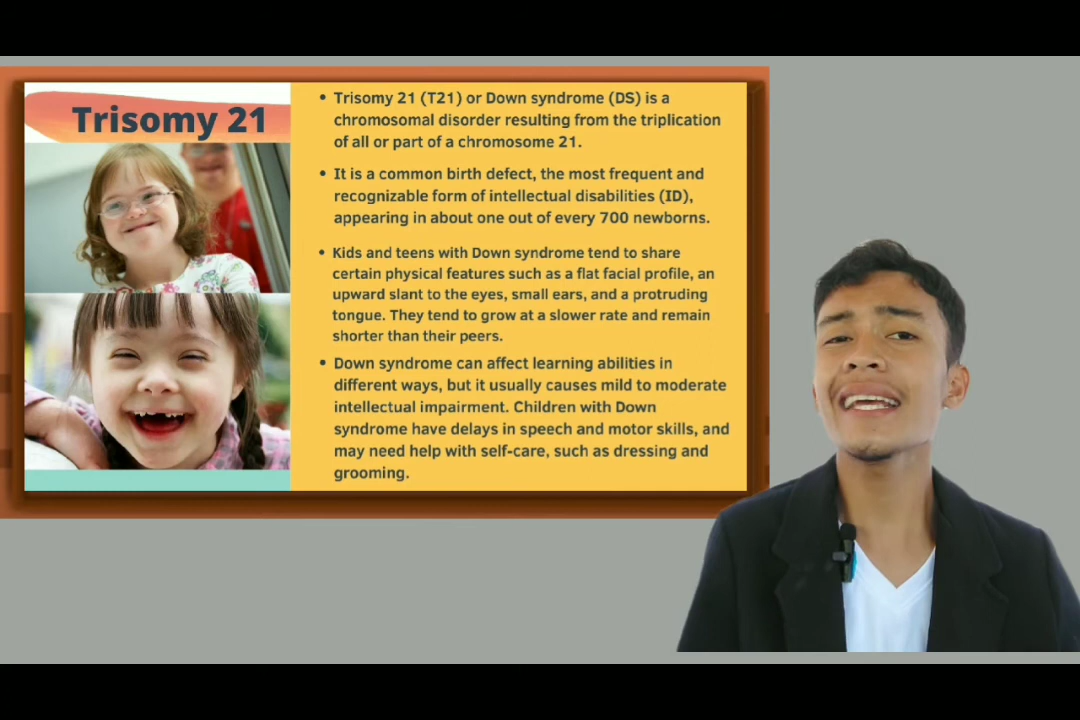 Trisomy 21
• Trisomy 21 (T21) or Down syndrome (DS) is a
chromosomal disorder resulting from the triplication
of all or part of a chromosome 21.
• It is a common birth defect, the most frequent and
recognizable form of intellectual disabilities (ID),
appearing in about one out of every 700 newborns.
• Kids and teens with Down syndrome tend to share
certain physical features such as a flat facial profile, an
upward slant to the eyes, small ears, and a protruding
tongue. They tend to grow at a slower rate and remain
shorter than their peers.
• Down syndrome can affect learning abilities in
different ways, but it usually causes mild to moderate
intellectual impairment. Children with Down
syndrome have delays in speech and motor skills, and
may need help with self-care, such as dressing and
grooming.